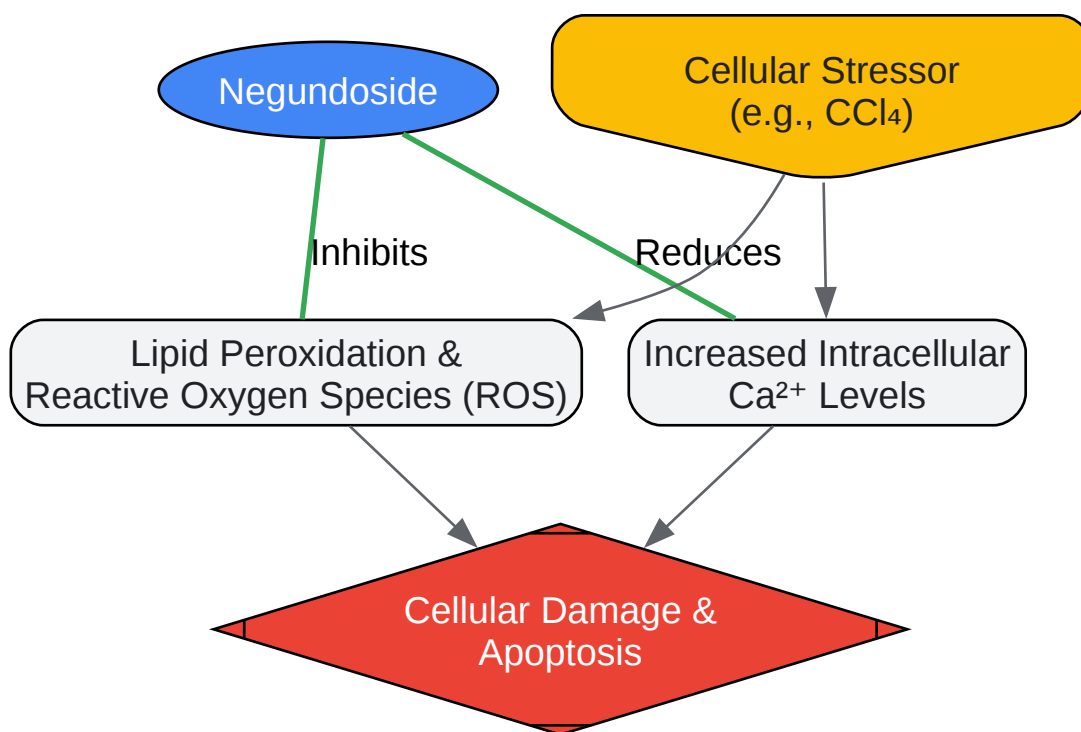 Negundoside
Cellular Stressor
(e.g., CCl₄)
Inhibits
Reduces
Lipid Peroxidation &
Reactive Oxygen Species (ROS)
Increased Intracellular
Ca²⁺ Levels
Cellular Damage &
Apoptosis